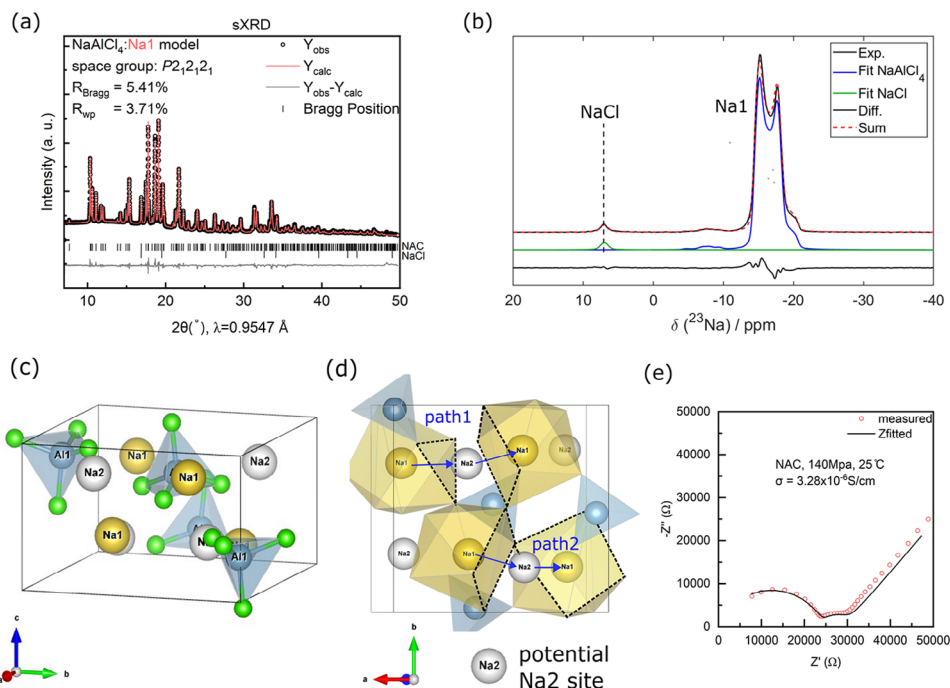 (a)
sXRD
NaAlCl4:Na1 model
space group: P212121
RBragg = 5.41%
Rwp = 3.71%
Yobs
Ycalc
Yobs-Ycalc
Bragg Position
Intensity (a. u.)
NAC
NaCl
10 20 30 40 50
2θ(°), λ=0.9547 Å
(b)
Exp.
Fit NaAlCl4
Fit NaCl
Diff.
Sum
NaCl
Na1
20 10 0 -10 -20 -30 -40
δ (23Na) / ppm
(c)
Al1
Na2
Na1
Na1
Na2
Na1
Al1
c
b
a
(d)
path1
Na1
Na2
Na1
Na2
Na2
Na1
Na2
Na1
path2
b
a
Na2
potential
Na2 site
(e)
50000
40000
30000
20000
10000
0
-Z'' (Ω)
measured
Zfitted
NAC, 140Mpa, 25℃
σ = 3.28x10-6S/cm
0 10000 20000 30000 40000 50000
Z' (Ω)